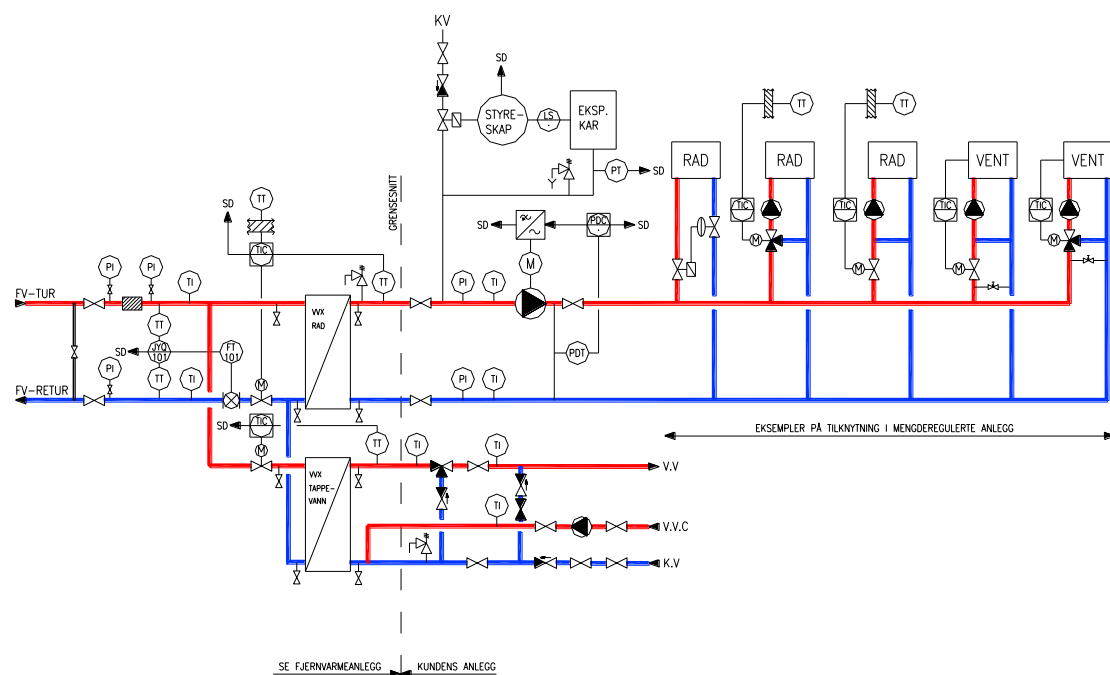 KV
SD
STYRE-
SKAP
LS
EKSP.
KAR
PT
SD
TT
TT
RAD
RAD
RAD
VENT
VENT
SD
TT
GRENSESNITT
TIC
TIC
TIC
TIC
TIC
SD
PDC
SD
M
M
M
M
M
PI
PI
TT
PI
TI
FV-TUR
VVX
RAD
TT
SD
JYQ
101
FT
101
PDT
PI
TT
TI
M
PI
TI
FV-RETUR
SD
TIC
M
TT
TI
TI
EKSEMPLER PÅ TILKNYTNING I MENGDEREGULERTE ANLEGG
VVX
TAPPE-
VANN
V.V
TI
V.V.C
K.V
SE FJERNVARMEANLEGG
KUNDENS ANLEGG